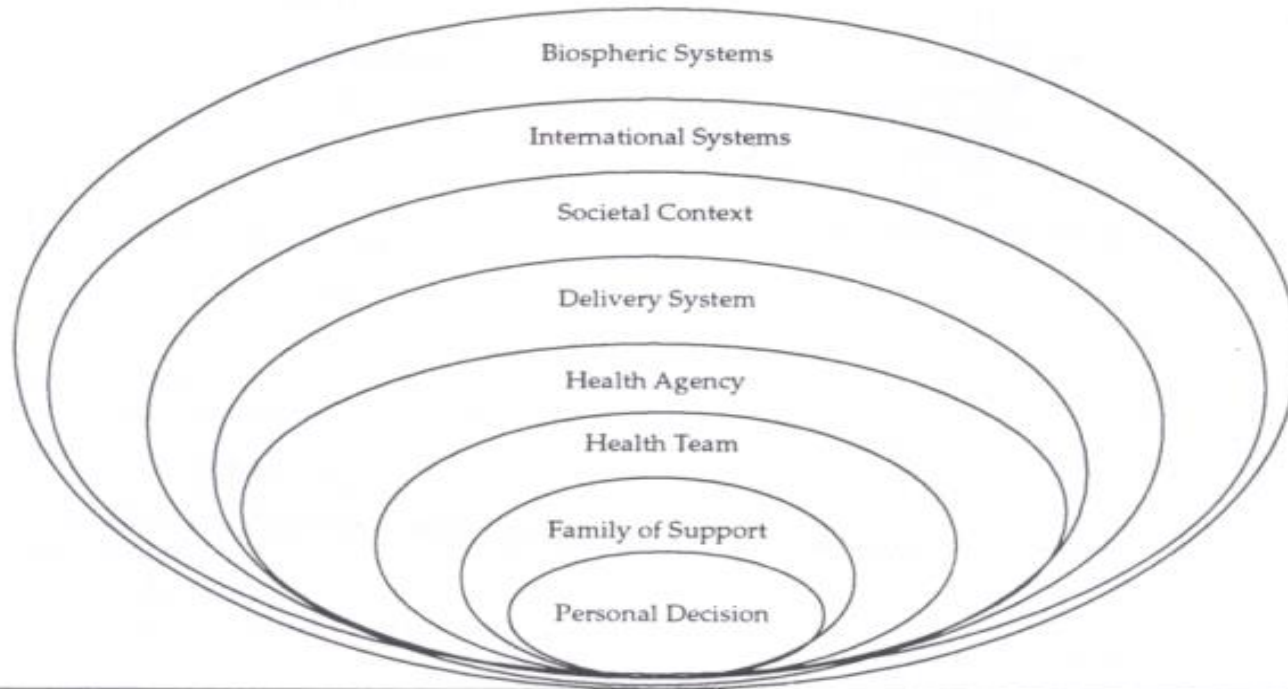 Biospheric Systems
International Systems
Societal Context
Delivery System
Health Agency
Health Team
Family of Support
Personal Decision